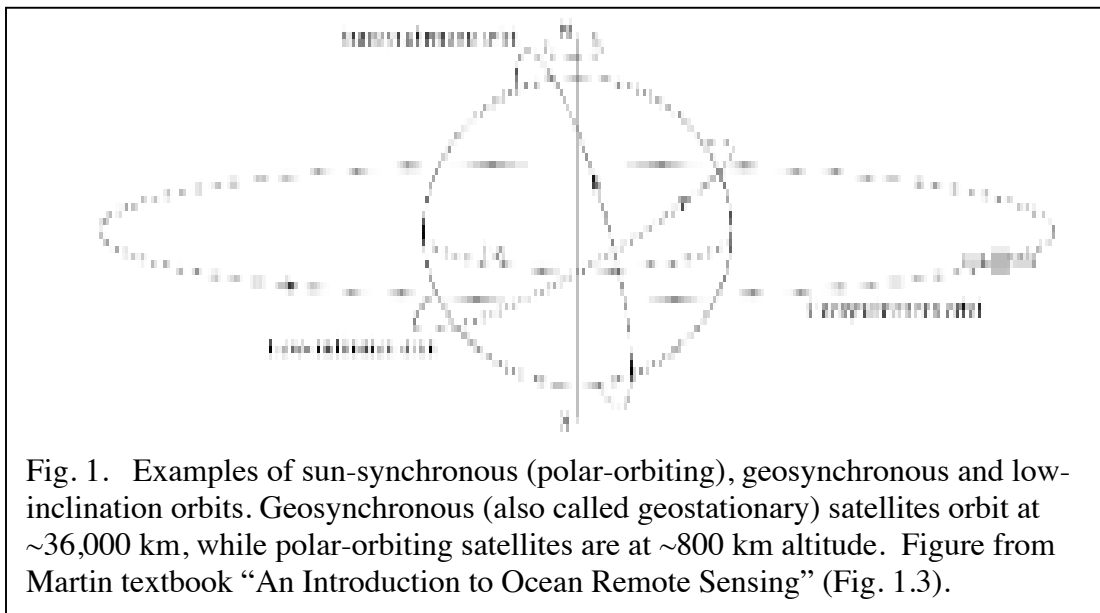 N
Fig. 1. Examples of sun-synchronous (polar-orbiting), geosynchronous and low-
inclination orbits. Geosynchronous (also called geostationary) satellites orbit at
~36,000 km, while polar-orbiting satellites are at ~800 km altitude. Figure from
Martin textbook “An Introduction to Ocean Remote Sensing” (Fig. 1.3).